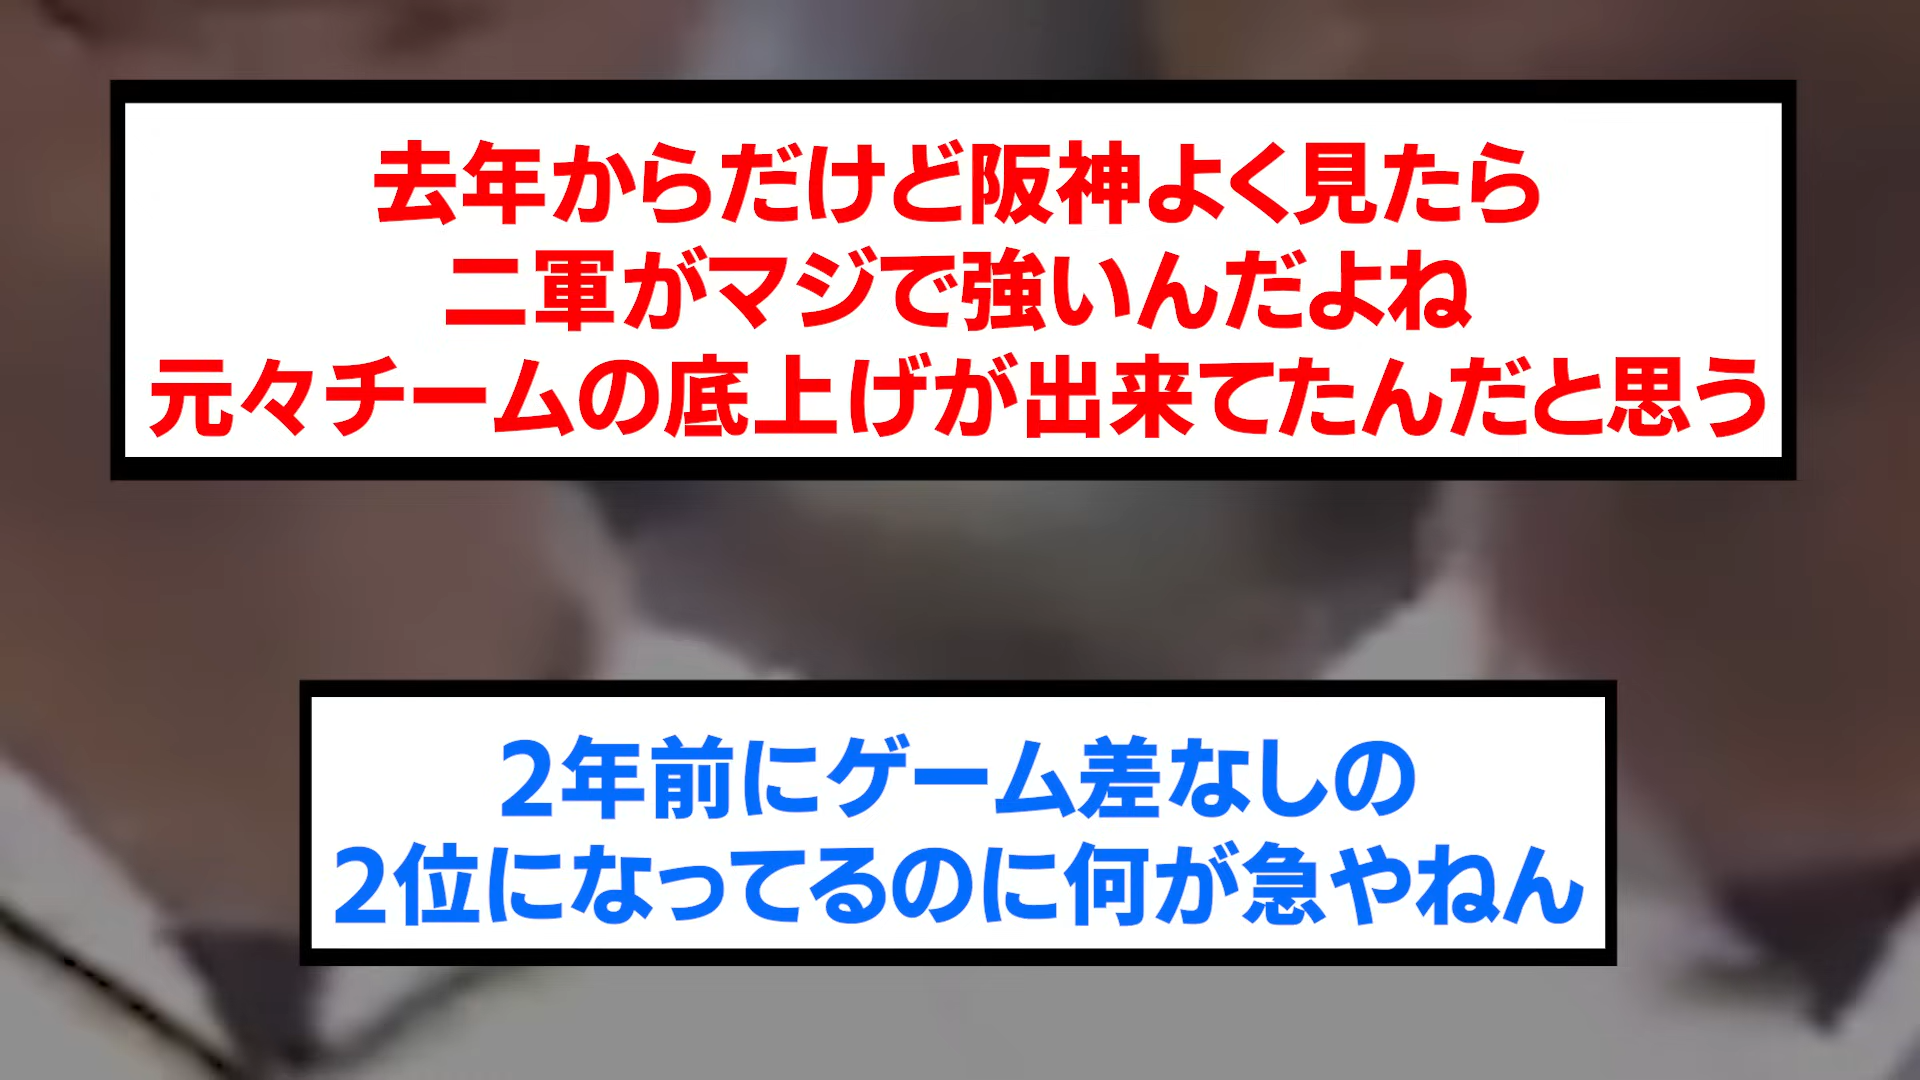 去年からだけど阪神よく見たら
二軍がマジで強いんだよね
元々チームの底上げが出来てたんだと思う
2年前にゲーム差なしの
2位になってるのに何が急やねん